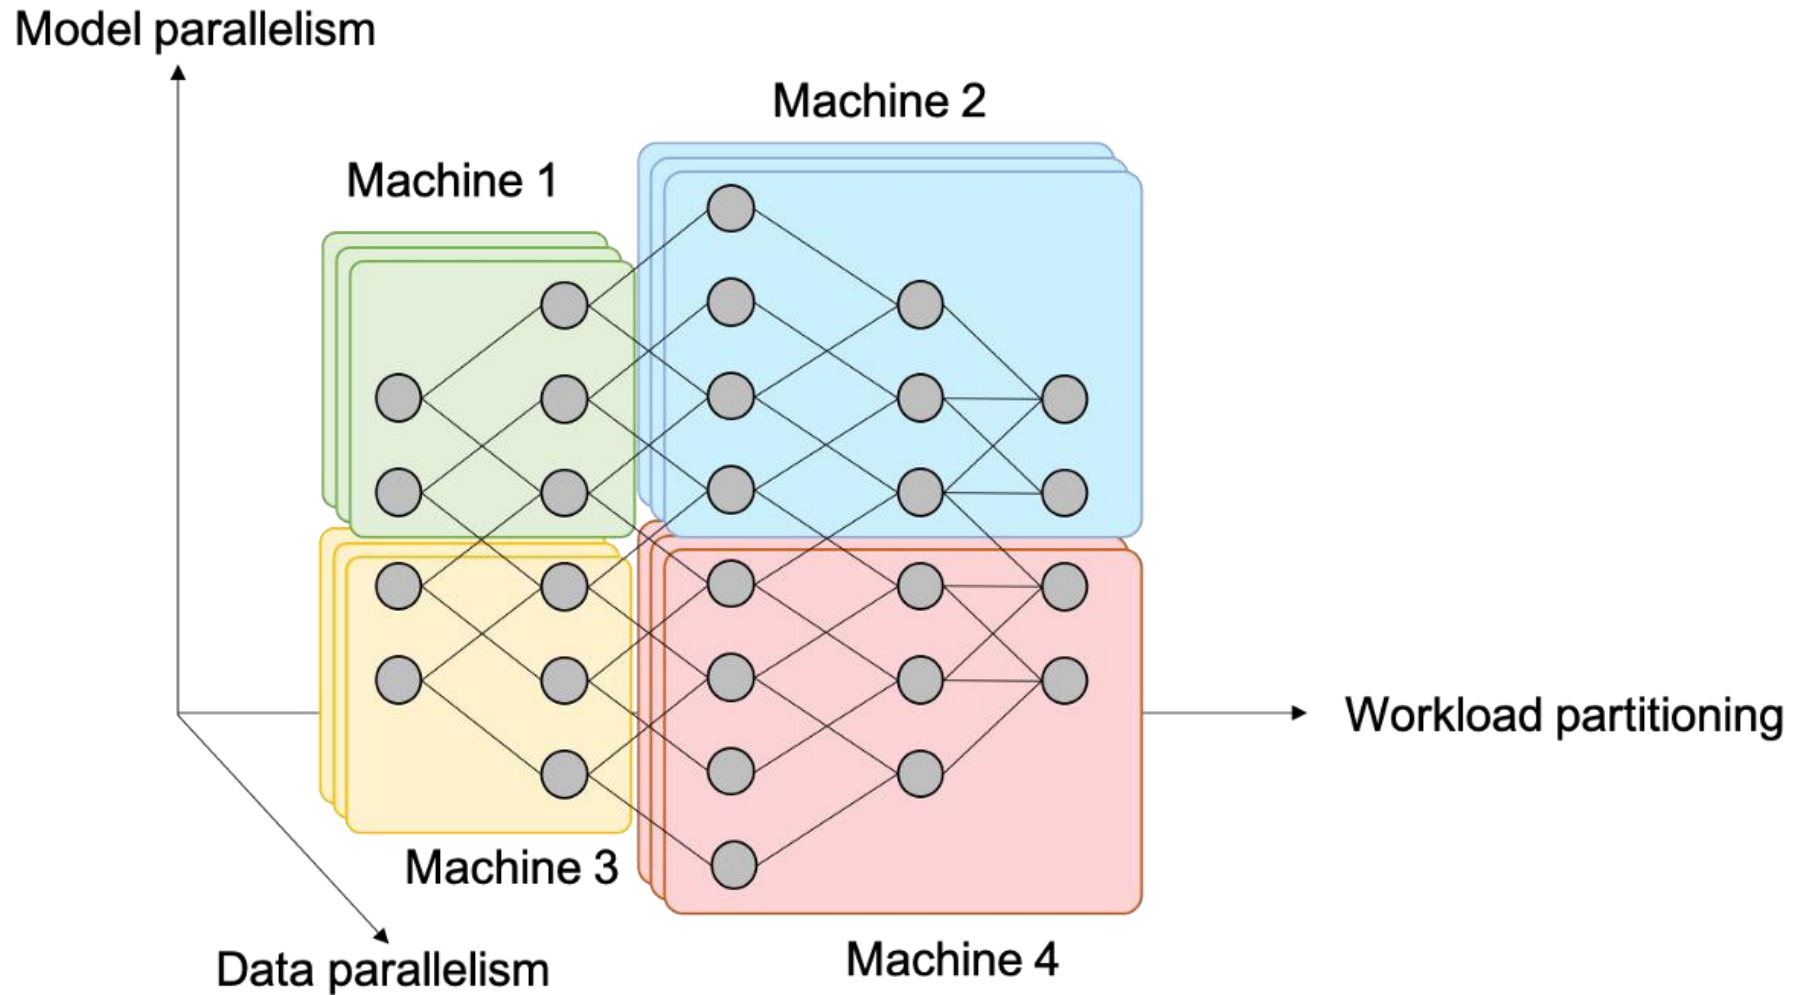 Model parallelism
Machine 2
Machine 1
Workload partitioning
Machine 3
Machine 4
Data parallelism